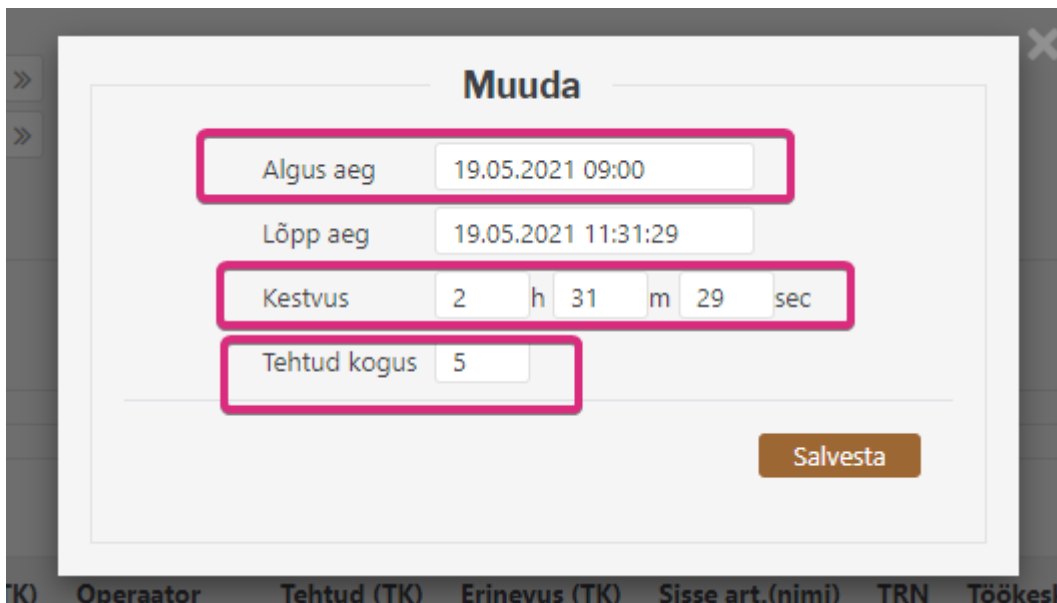 »
»
Muuda
Algus aeg 19.05.2021 09:00
Lõpp aeg 19.05.2021 11:31:29
Kestvus 2 h 31 m 29 sec
Tehtud kogus 5
Salvesta
TK) Operaator Tehtud (TK) Erinevus (TK) Sisse art.(nimi) TRN